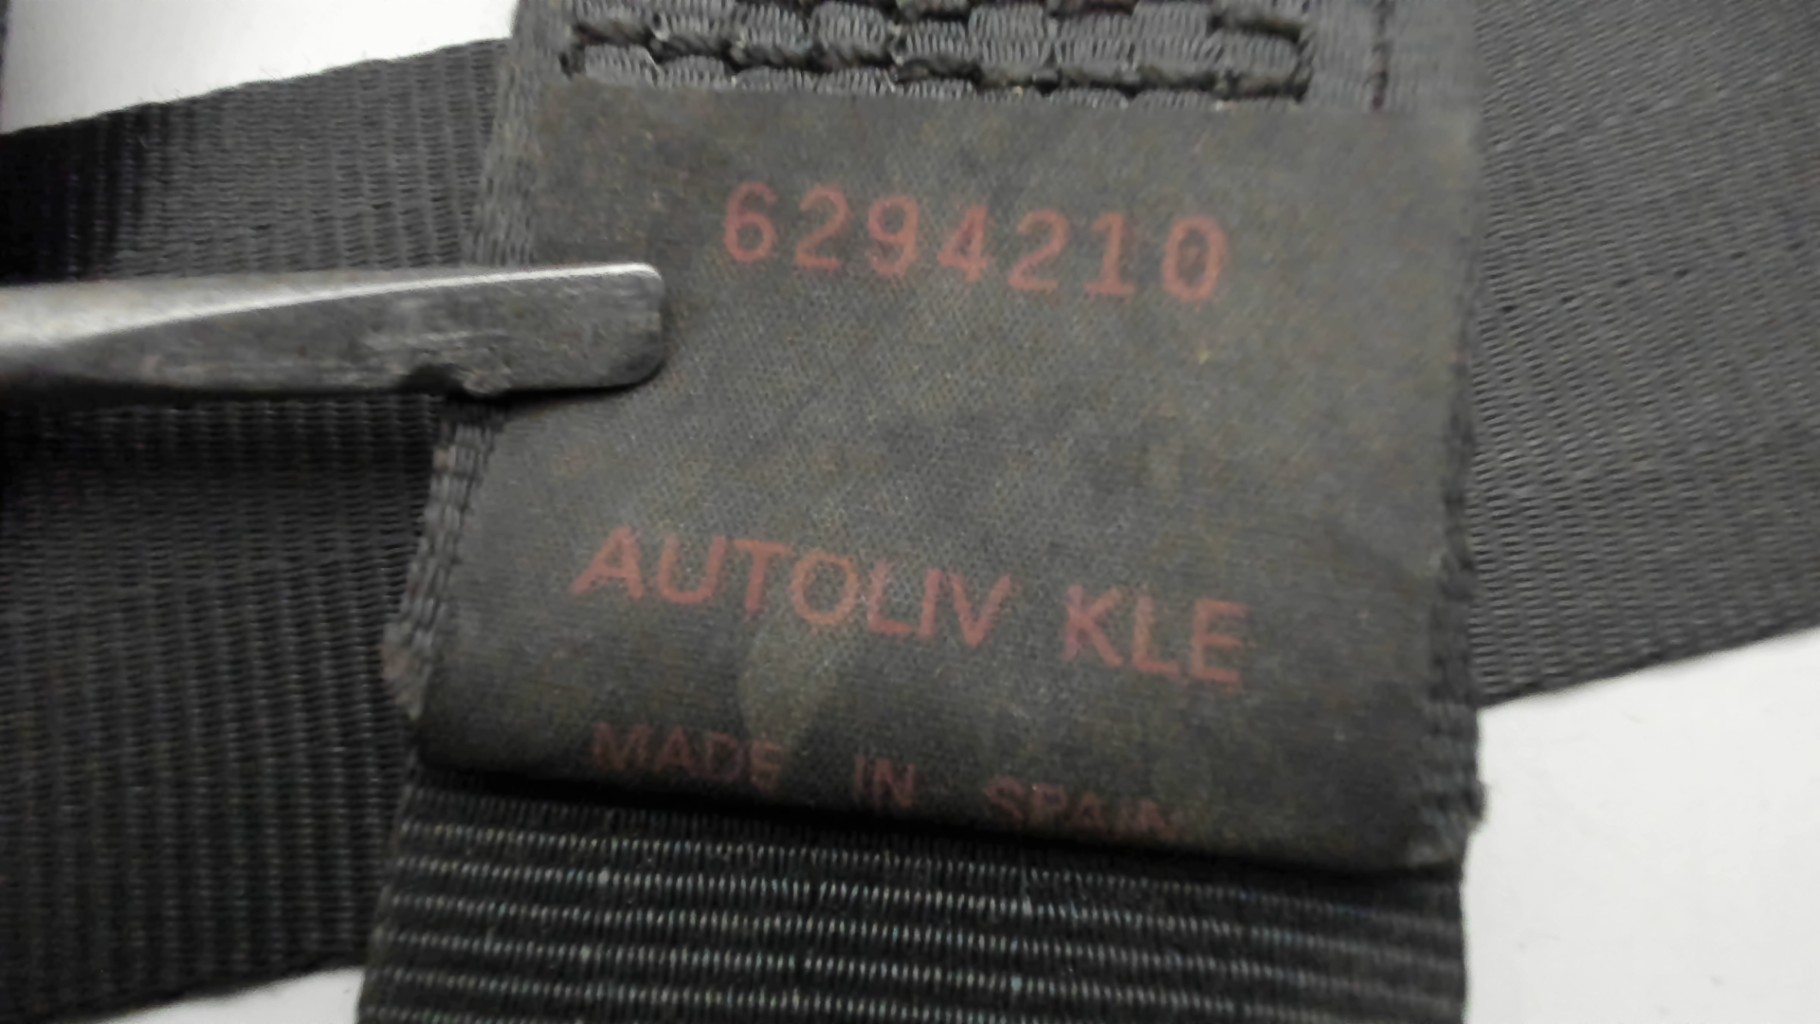 6294210
AUTOLIV KLE
MADE IN SPAIN